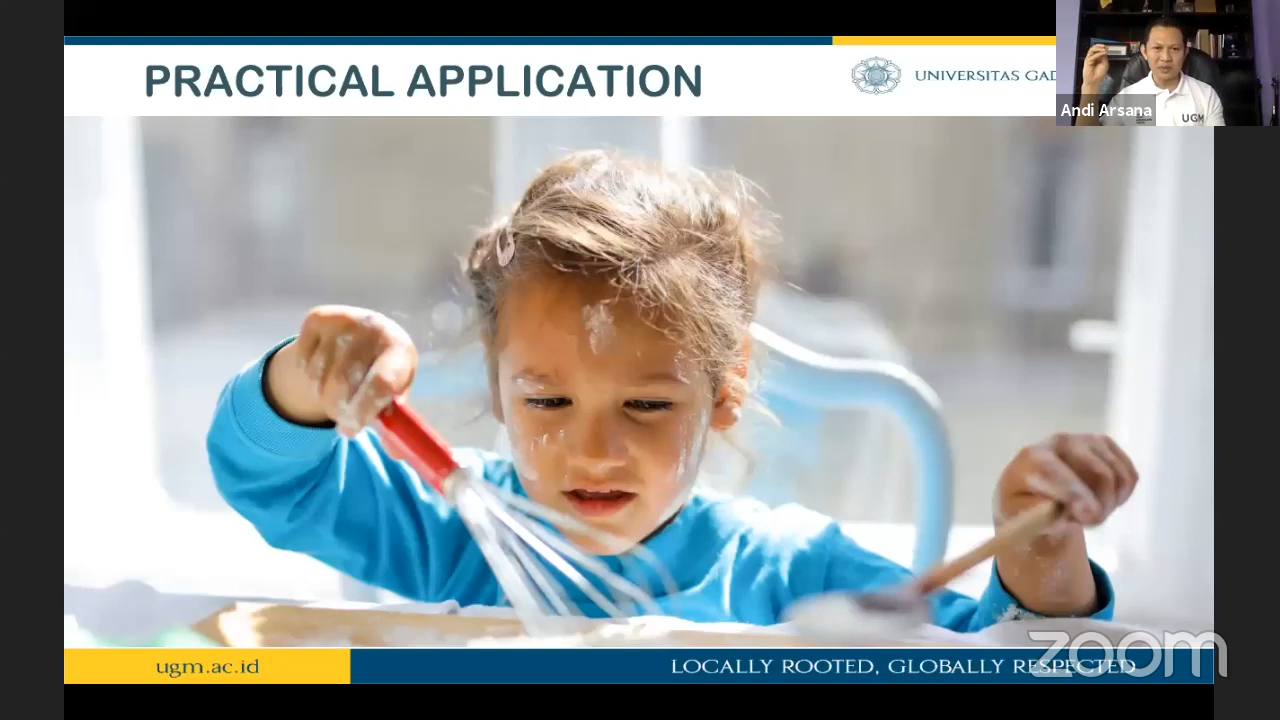 PRACTICAL APPLICATION
UNIVERSITAS GAD
Andi Arsana
UGM
ugm.ac.id
LOCALLY ROOTED, GLOBALLY RESPECTED
zoom